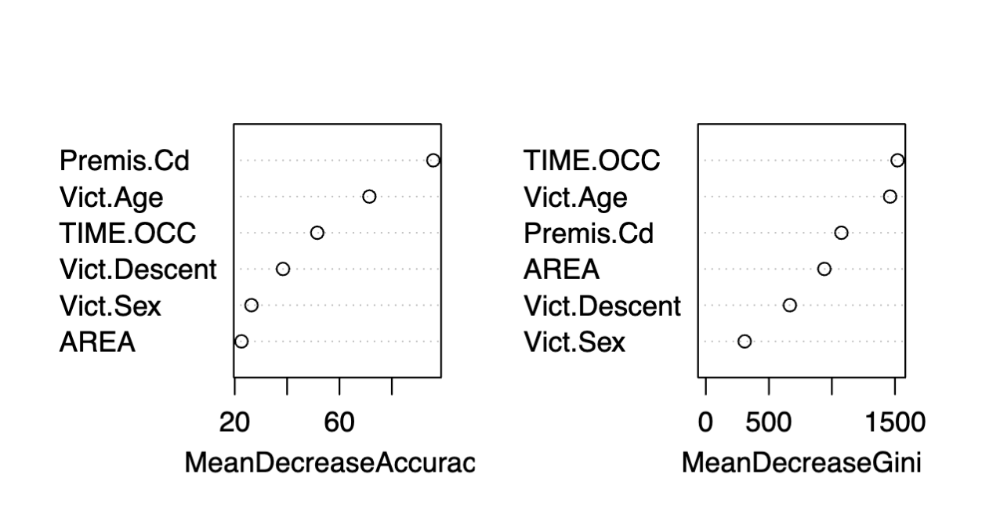 Premis.Cd
Vict.Age
TIME.OCC
Vict.Descent
Vict.Sex
AREA
20 60
MeanDecreaseAccurac
TIME.OCC
Vict.Age
Premis.Cd
AREA
Vict.Descent
Vict.Sex
0 500 1500
MeanDecreaseGini